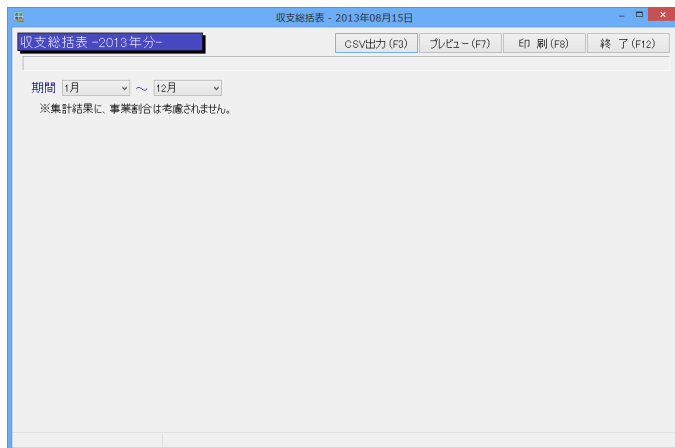 収支総括表 - 2013年08月15日
収支総括表 -2013年分-
CSV出力(F3) プレビュー(F7) 印 刷(F8) 終 了(F12)
期間 1月 ～ 12月
※集計結果に、事業割合は考慮されません。